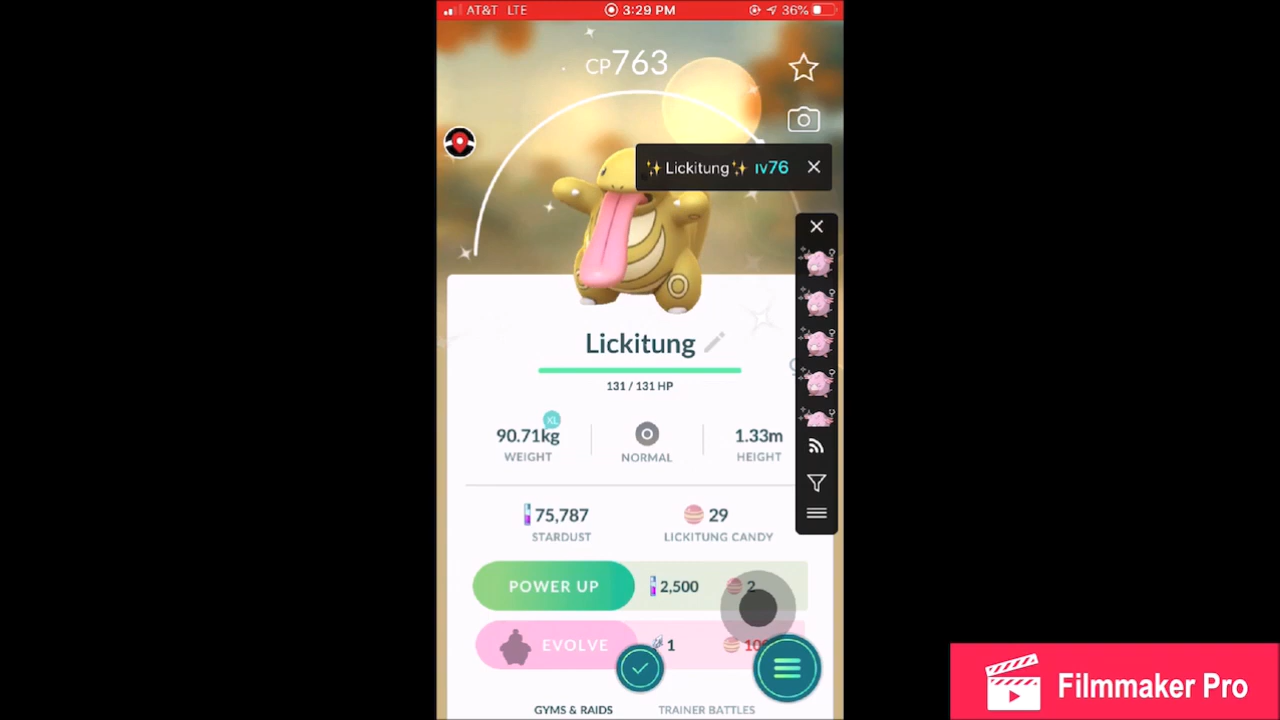 AT&T LTE 3:29 PM 36%
CP763
✨Lickitung✨ IV76
Lickitung
131 / 131 HP
XL
90.71kg 1.33m
WEIGHT NORMAL HEIGHT
75,787 29
STARDUST LICKITUNG CANDY
POWER UP 2,500 2
EVOLVE 1
GYMS & RAIDS TRAINER BATTLES
Filmmaker Pro